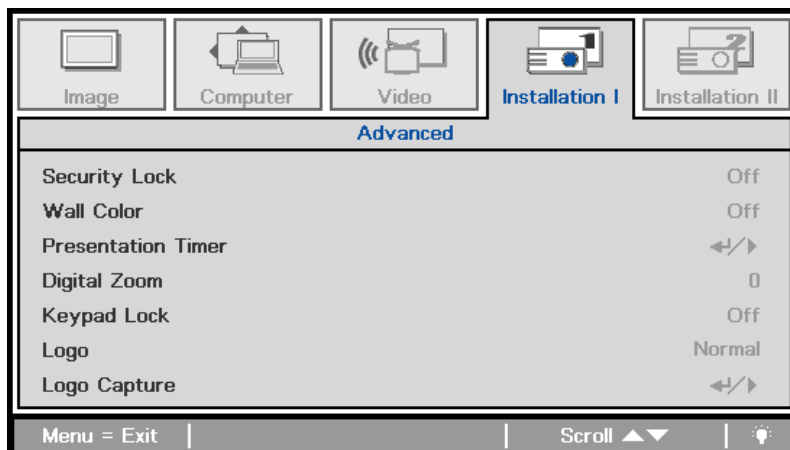 Image Computer Video Installation I Installation II
Advanced
Security Lock Off
Wall Color Off
Presentation Timer
Digital Zoom 0
Keypad Lock Off
Logo Normal
Logo Capture
Menu = Exit Scroll